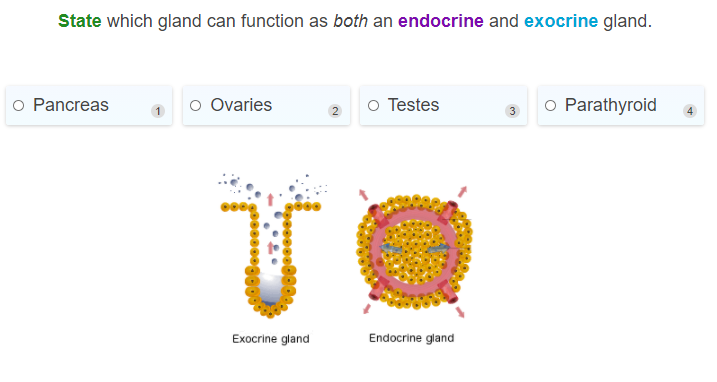 State which gland can function as both an endocrine and exocrine gland.
Pancreas 1 Ovaries 2 Testes 3 Parathyroid 4
Exocrine gland Endocrine gland